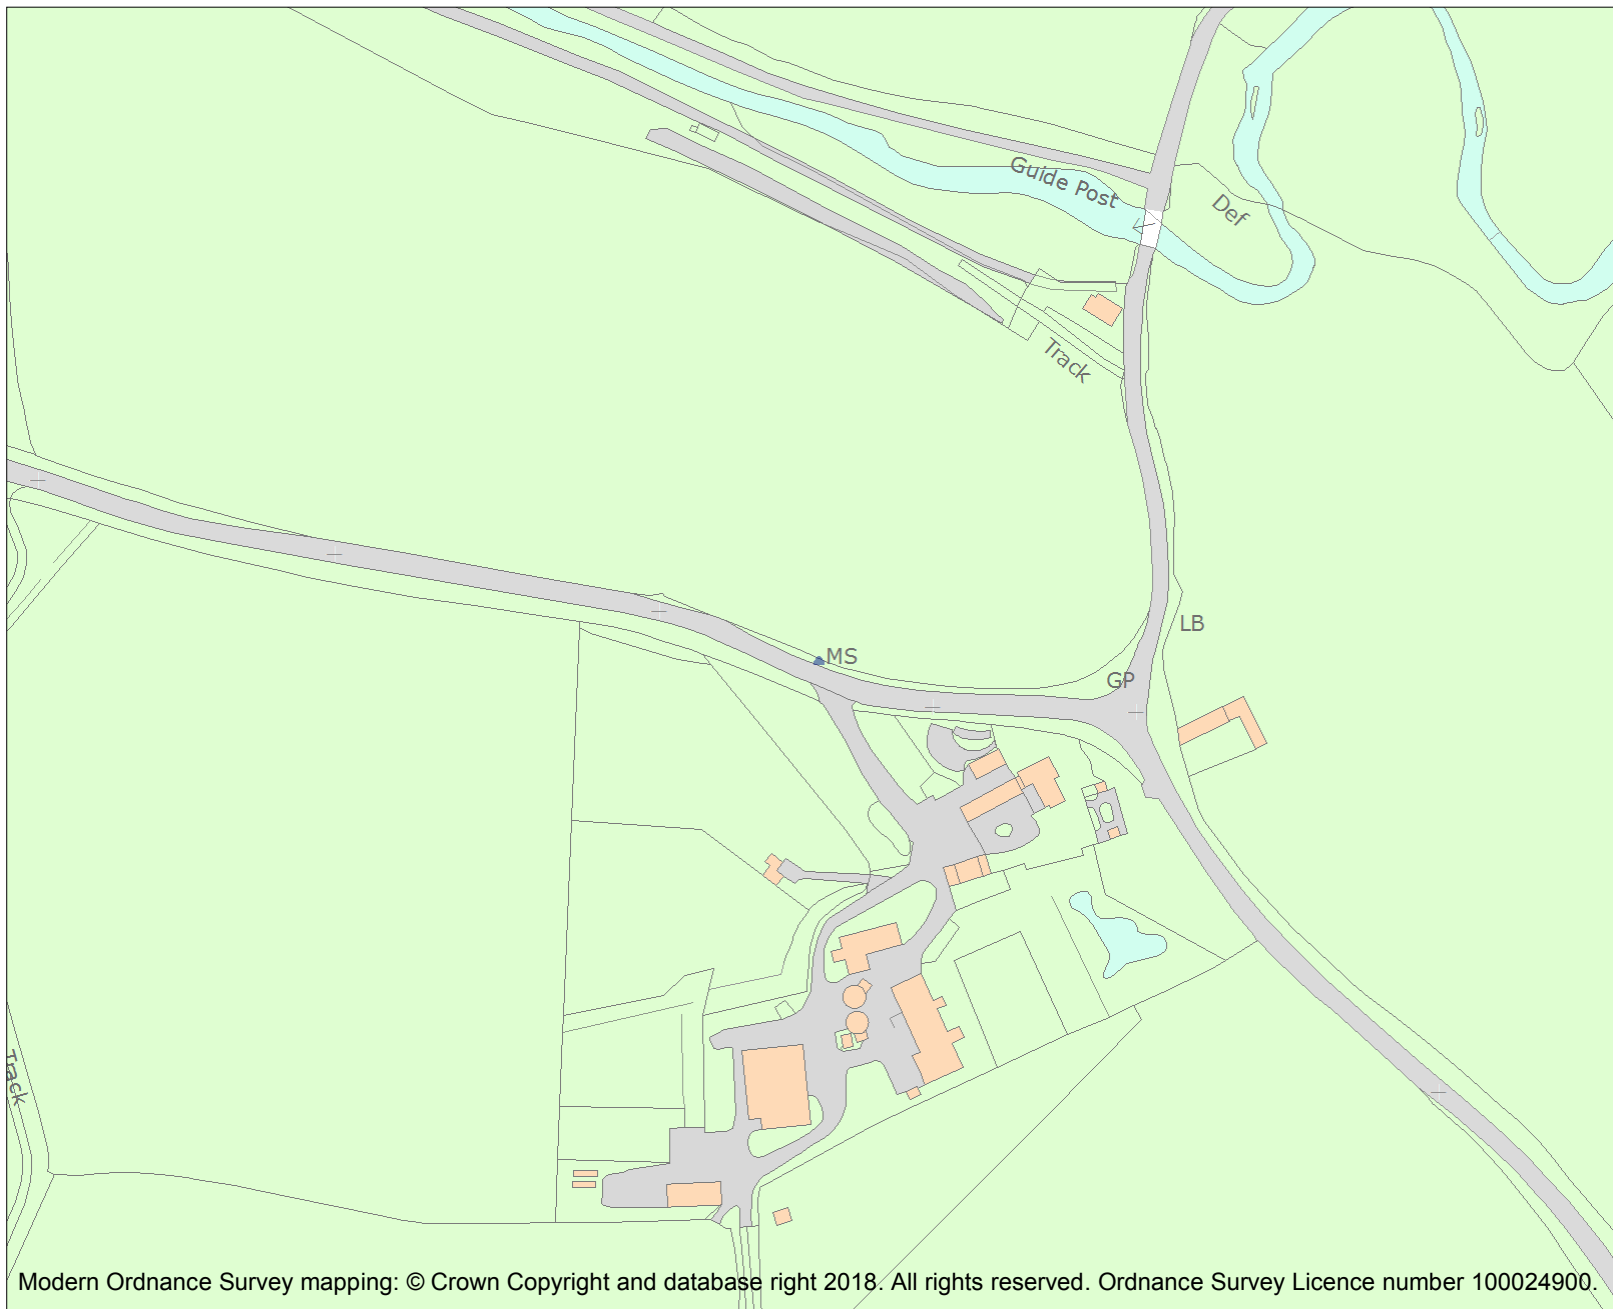 Guide Post
Def
Track
LB
MS
GP
Track
Modern Ordnance Survey mapping: © Crown Copyright and database right 2018. All rights reserved. Ordnance Survey Licence number 100024900.